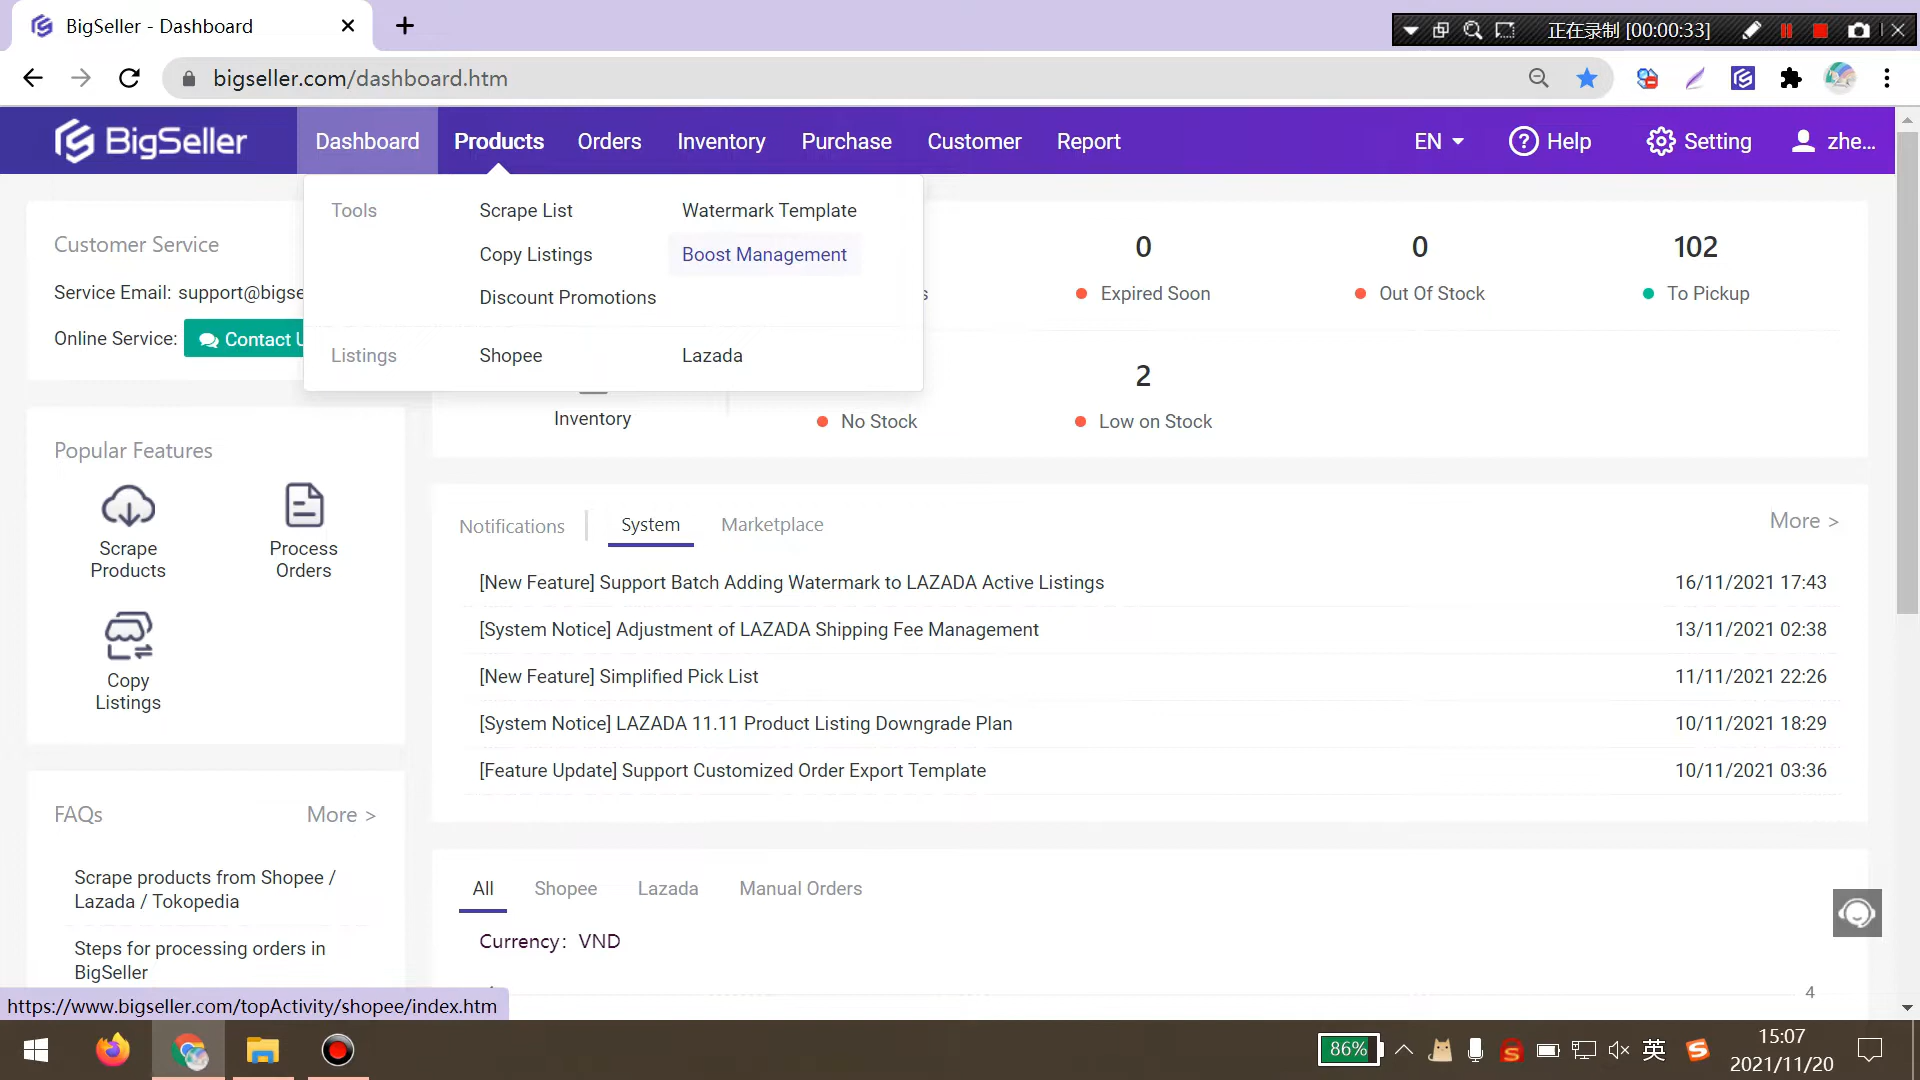 BigSeller - Dashboard
正在录制 [00:00:33]
bigseller.com/dashboard.htm
BigSeller
Dashboard
Products
Orders
Inventory
Purchase
Customer
Report
EN
Help
Setting
zhe...
Tools
Scrape List
Watermark Template
Copy Listings
Boost Management
Discount Promotions
Listings
Shopee
Lazada
Customer Service
Service Email: support@bigse
Online Service:
Contact U
0
Expired Soon
0
Out Of Stock
102
To Pickup
Inventory
No Stock
2
Low on Stock
Popular Features
Scrape
Products
Process
Orders
Copy
Listings
Notifications
System
Marketplace
More >
[New Feature] Support Batch Adding Watermark to LAZADA Active Listings
16/11/2021 17:43
[System Notice] Adjustment of LAZADA Shipping Fee Management
13/11/2021 02:38
[New Feature] Simplified Pick List
11/11/2021 22:26
[System Notice] LAZADA 11.11 Product Listing Downgrade Plan
10/11/2021 18:29
[Feature Update] Support Customized Order Export Template
10/11/2021 03:36
FAQs
More >
Scrape products from Shopee /
Lazada / Tokopedia
Steps for processing orders in
BigSeller
All
Shopee
Lazada
Manual Orders
Currency: VND
4
https://www.bigseller.com/topActivity/shopee/index.htm
86%
英
15:07
2021/11/20